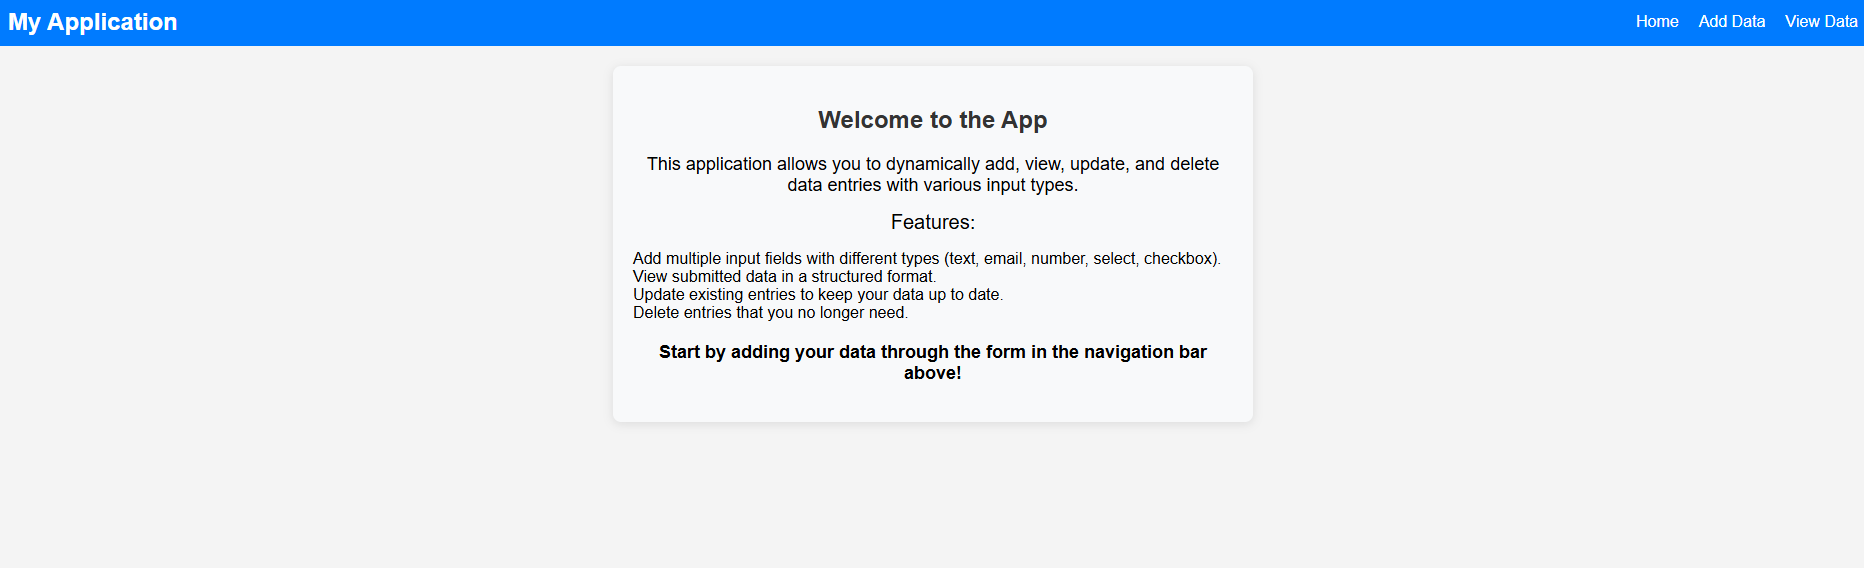 My Application
Home Add Data View Data
Welcome to the App
This application allows you to dynamically add, view, update, and delete
data entries with various input types.
Features:
Add multiple input fields with different types (text, email, number, select, checkbox).
View submitted data in a structured format.
Update existing entries to keep your data up to date.
Delete entries that you no longer need.
Start by adding your data through the form in the navigation bar
above!